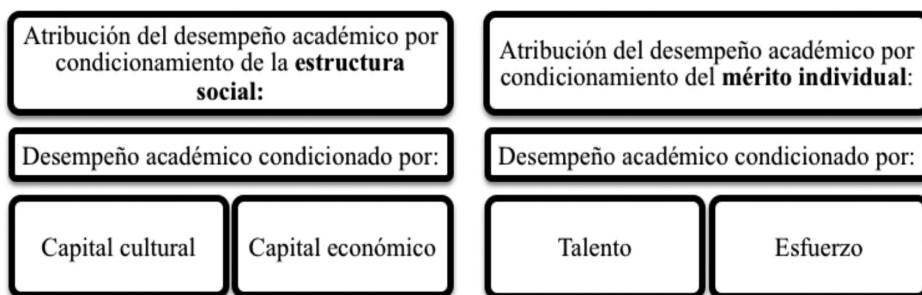 Atribución del desempeño académico por
condicionamiento de la estructura
social:
Desempeño académico condicionado por:
Capital cultural
Capital económico
Atribución del desempeño académico por
condicionamiento del mérito individual:
Desempeño académico condicionado por:
Talento
Esfuerzo